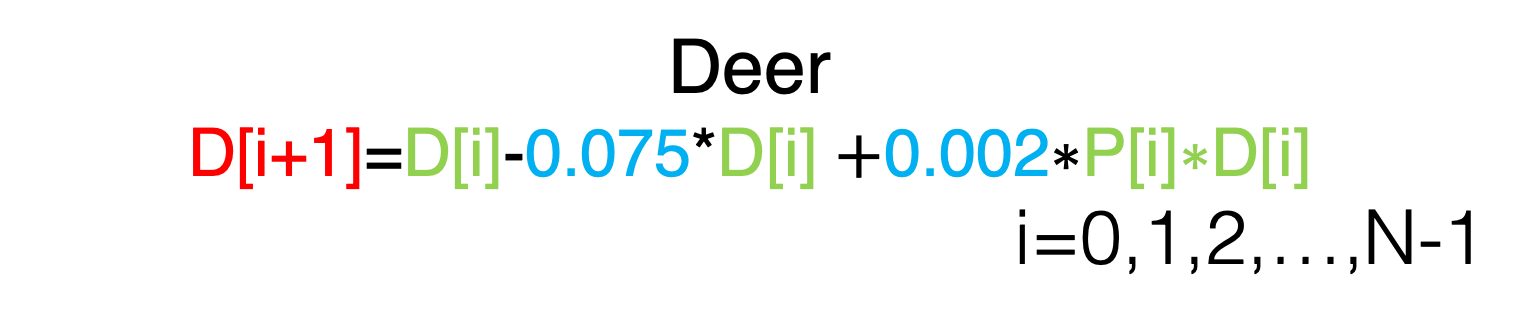 Deer
D[i+1]=D[i]-0.075*D[i] +0.002*P[i]*D[i]
i=0,1,2,…,N-1